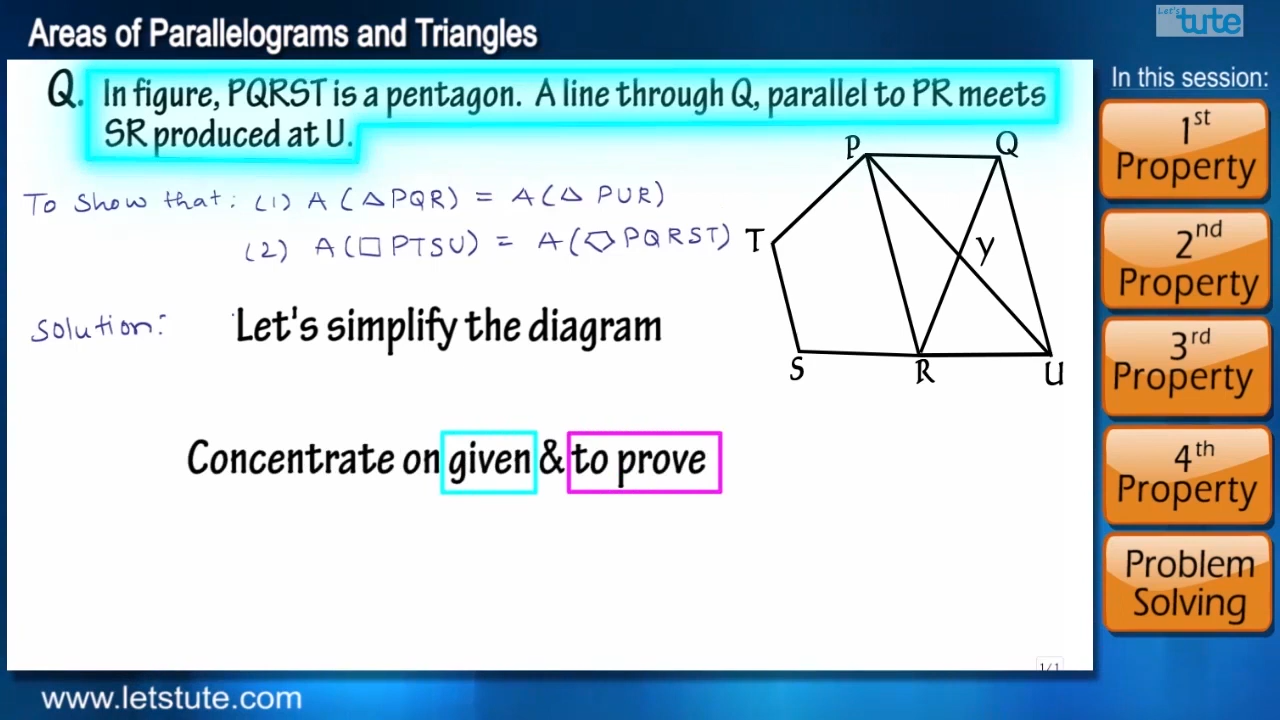 Areas of Parallelograms and Triangles
Let's tute
Q. In figure, PQRST is a pentagon. A line through Q, parallel to PR meets
SR produced at U.
To Show that: (1) A (△PQR) = A(△ PUR)
(2) A(□PTSU) = A(⬠PQRST)
Solution:
Let's simplify the diagram
Concentrate on given & to prove
P
Q
T
y
S
R
U
1/1
In this session:
1st
Property
2nd
Property
3rd
Property
4th
Property
Problem
Solving
www.letstute.com